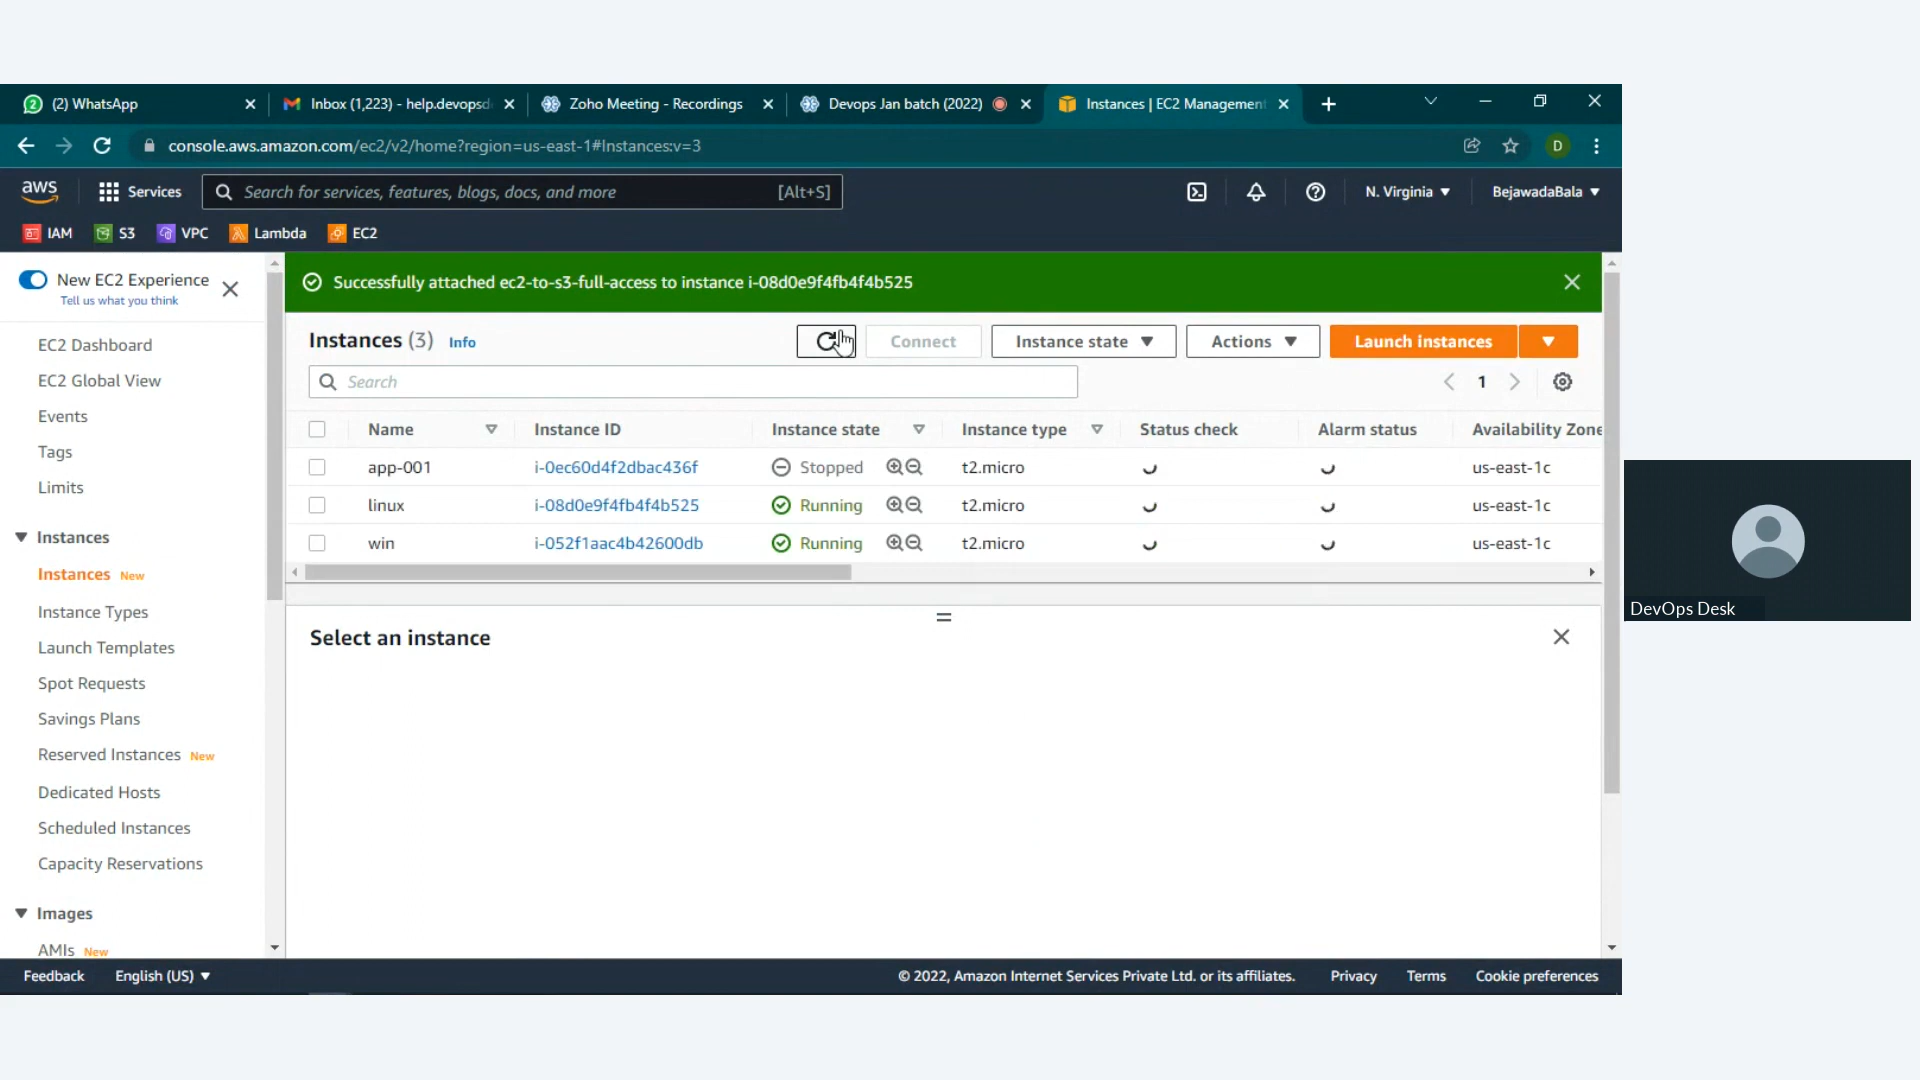 (2) WhatsApp
Inbox (1,223) - help.devopsd
Zoho Meeting - Recordings
Devops Jan batch (2022)
Instances | EC2 Management
console.aws.amazon.com/ec2/v2/home?region=us-east-1#Instances:v=3
D
aws
Services
Search for services, features, blogs, docs, and more
[Alt+S]
N. Virginia
BejawadaBala
IAM
S3
VPC
Lambda
EC2
New EC2 Experience
Tell us what you think
EC2 Dashboard
EC2 Global View
Events
Tags
Limits
Instances
Instances New
Instance Types
Launch Templates
Spot Requests
Savings Plans
Reserved Instances New
Dedicated Hosts
Scheduled Instances
Capacity Reservations
Images
AMIs New
Successfully attached ec2-to-s3-full-access to instance i-08d0e9f4fb4f4b525
Instances (3) Info
Connect
Instance state
Actions
Launch instances
Search
1
Name Instance ID Instance state Instance type Status check Alarm status Availability Zone
app-001 i-0ec60d4f2dbac436f Stopped t2.micro us-east-1c
linux i-08d0e9f4fb4f4b525 Running t2.micro us-east-1c
win i-052f1aac4b42600db Running t2.micro us-east-1c
Select an instance
DevOps Desk
Feedback
English (US)
© 2022, Amazon Internet Services Private Ltd. or its affiliates.
Privacy
Terms
Cookie preferences